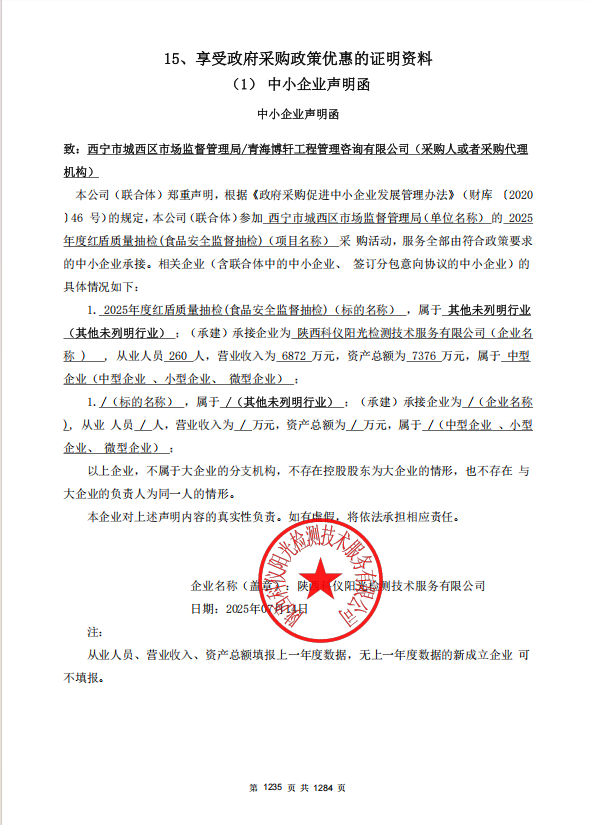 15、享受政府采购政策优惠的证明资料
（1） 中小企业声明函
中小企业声明函
致：西宁市城西区市场监督管理局/青海博轩工程管理咨询有限公司（采购人或者采购代理
机构）
本公司（联合体）郑重声明，根据《政府采购促进中小企业发展管理办法》（财库 〔2020
〕46 号）的规定，本公司（联合体）参加 西宁市城西区市场监督管理局（单位名称） 的 2025
年度红盾质量抽检(食品安全监督抽检)（项目名称） 采 购活动，服务全部由符合政策要求
的中小企业承接。相关企业（含联合体中的中小企业、 签订分包意向协议的中小企业）的
具体情况如下：
1. 2025年度红盾质量抽检(食品安全监督抽检)（标的名称） ，属于 其他未列明行业
（其他未列明行业） ；（承建）承接企业为 陕西科仪阳光检测技术服务有限公司（企业名
称 ） ，从业人员 260 人，营业收入为 6872 万元，资产总额为 7376 万元，属于 中型
企业（中型企业 、小型企业、 微型企业） ；
1. /（标的名称） ，属于 /（其他未列明行业） ；（承建）承接企业为 /（企业名称
)，从业 人员 / 人，营业收入为 / 万元，资产总额为 / 万元，属于 /（中型企业 、小型
企业、 微型企业） ；
以上企业，不属于大企业的分支机构，不存在控股股东为大企业的情形，也不存在 与
大企业的负责人为同一人的情形。
本企业对上述声明内容的真实性负责。如有虚假，将依法承担相应责任。
企业名称（盖章）：陕西科仪阳光检测技术服务有限公司
日期：2025年07月14日
陕西科仪阳光检测技术服务有限公司
注：
从业人员、营业收入、资产总额填报上一年度数据，无上一年度数据的新成立企业 可
不填报。
第 1235 页 共 1284 页